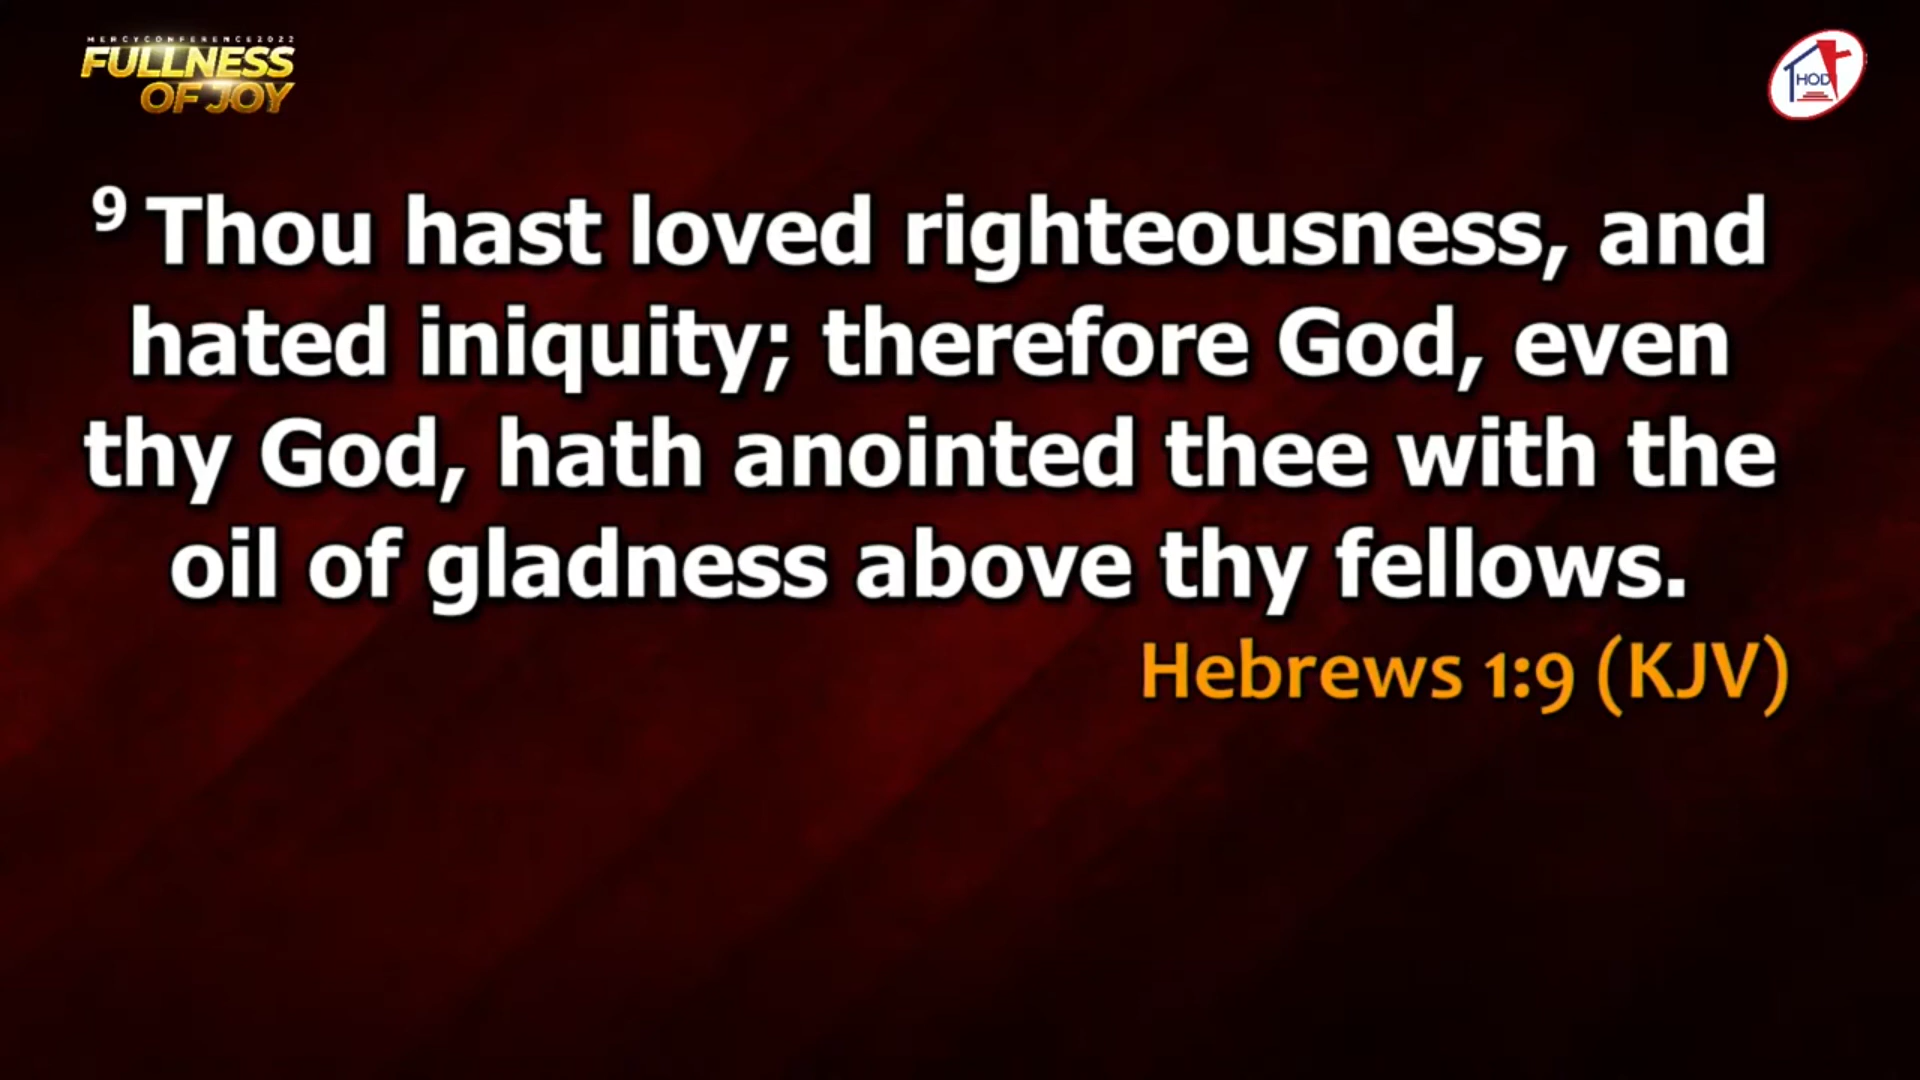 MERCYCONFERENCE2022
FULLNESS
OF JOY
HOD
9 Thou hast loved righteousness, and
hated iniquity; therefore God, even
thy God, hath anointed thee with the
oil of gladness above thy fellows.
Hebrews 1:9 (KJV)